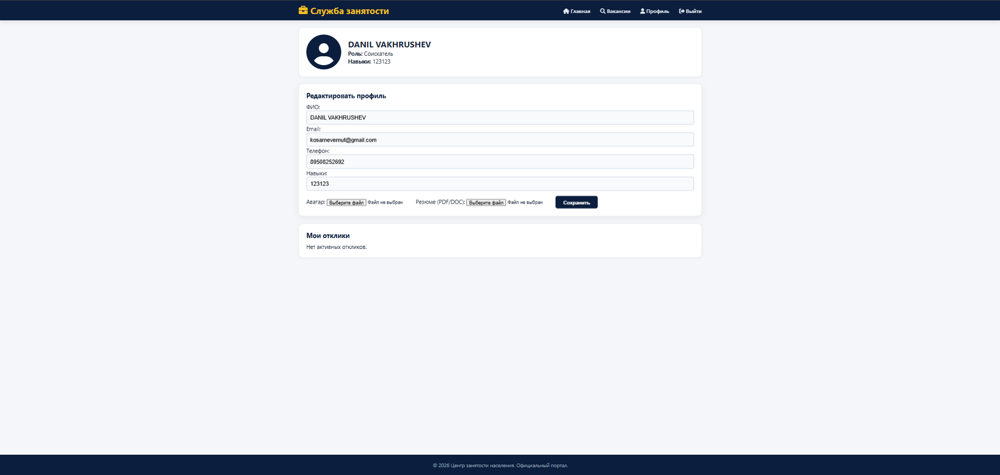 Служба занятости
Главная Вакансии Профиль Выйти
DANIL VAKHRUSHEV
Роль: Соискатель
Навыки: 123123
Редактировать профиль
ФИО:
DANIL VAKHRUSHEV
Email:
kosarnevernut@gmail.com
Телефон:
89508252692
Навыки:
123123
Аватар: Выберите файл Файл не выбран Резюме (PDF/DOC): Выберите файл Файл не выбран Сохранить
Мои отклики
Нет активных откликов.
© 2026 Центр занятости населения. Официальный портал.